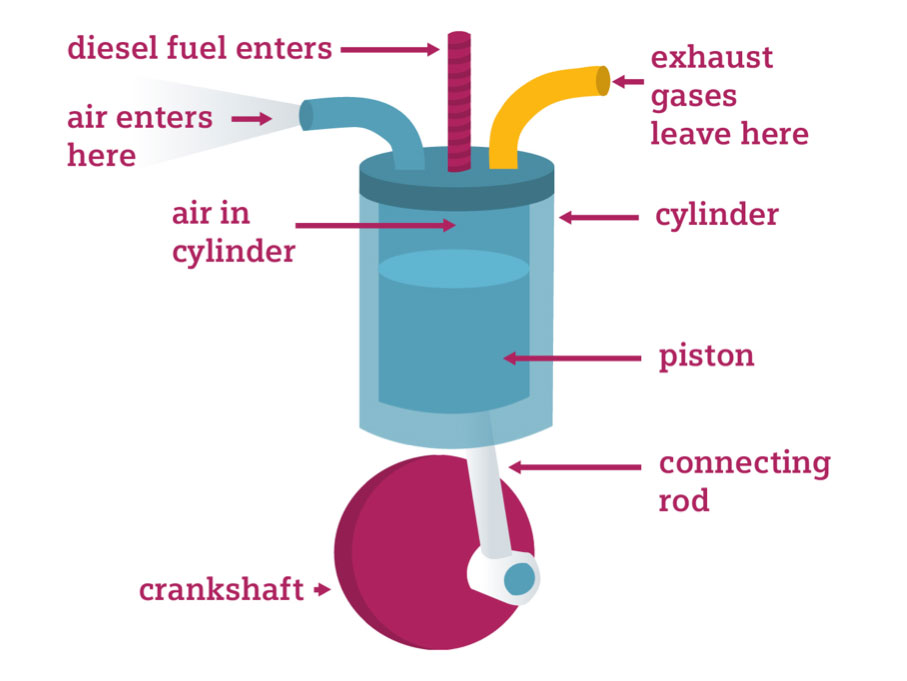 diesel fuel enters
exhaust
gases
leave here
air enters
here
air in
cylinder
cylinder
piston
connecting
rod
crankshaft